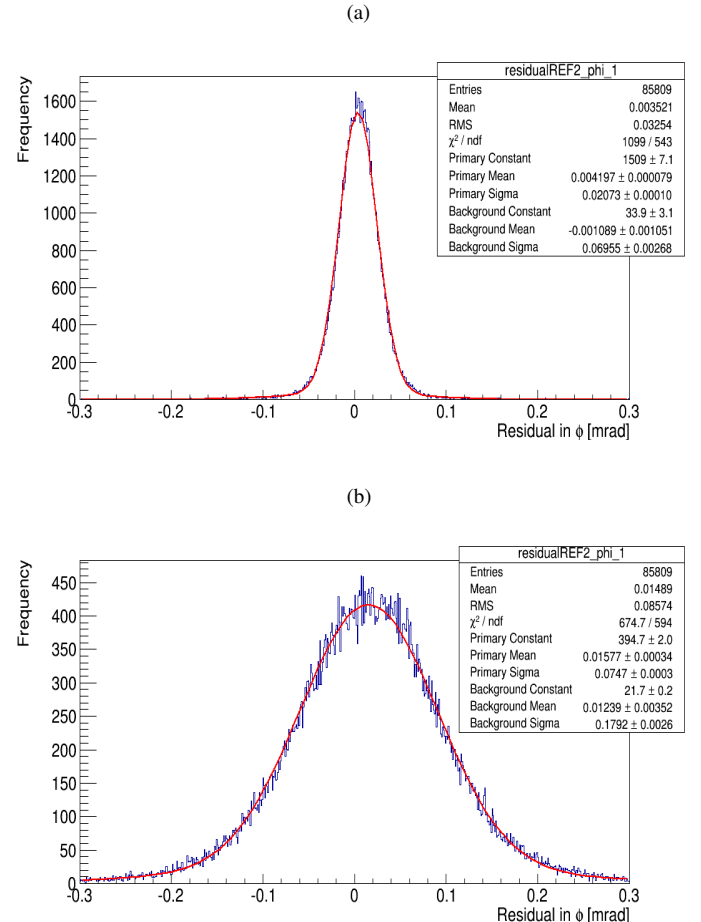 (a)
Frequency
residualREF2_phi_1
Entries 85809
Mean 0.003521
RMS 0.03254
χ² / ndf 1099 / 543
Primary Constant 1509 ± 7.1
Primary Mean 0.004197 ± 0.000079
Primary Sigma 0.02073 ± 0.00010
Background Constant 33.9 ± 3.1
Background Mean -0.001089 ± 0.001051
Background Sigma 0.06955 ± 0.00268
1600
1400
1200
1000
800
600
400
200
0
-0.3 -0.2 -0.1 0 0.1 0.2 0.3
Residual in ϕ [mrad]
(b)
Frequency
residualREF2_phi_1
Entries 85809
Mean 0.01489
RMS 0.08574
χ² / ndf 674.7 / 594
Primary Constant 394.7 ± 2.0
Primary Mean 0.01577 ± 0.00034
Primary Sigma 0.0747 ± 0.0003
Background Constant 21.7 ± 0.2
Background Mean 0.01239 ± 0.00352
Background Sigma 0.1792 ± 0.0026
450
400
350
300
250
200
150
100
50
0
-0.3 -0.2 -0.1 0 0.1 0.2 0.3
Residual in ϕ [mrad]